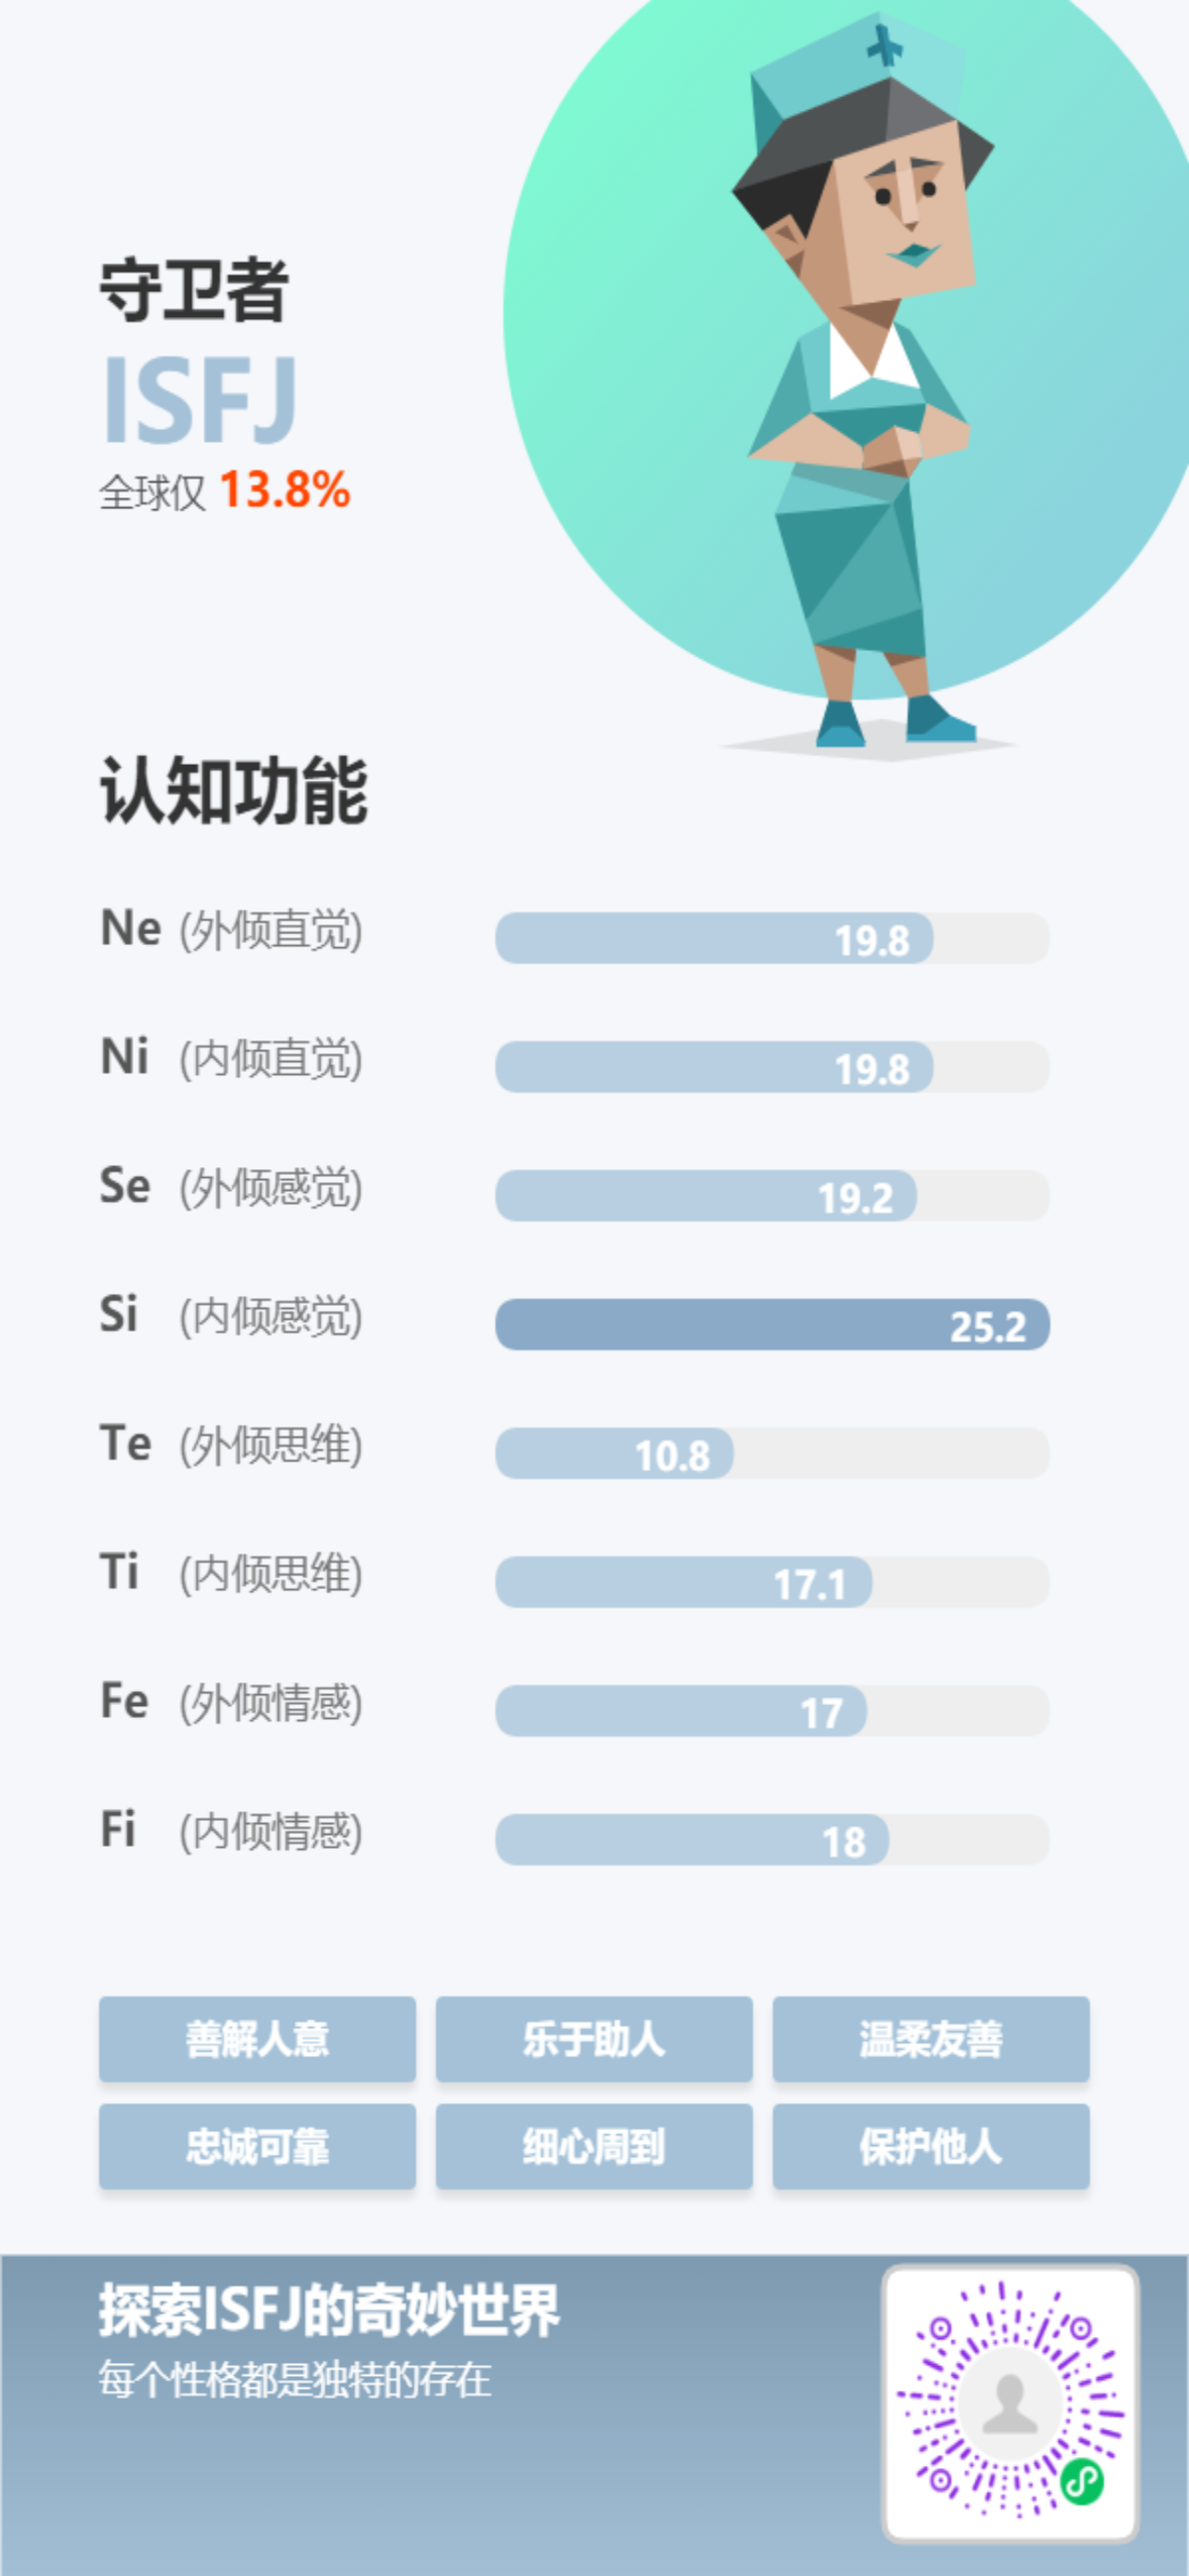 守卫者
ISFJ
全球仅 13.8%
认知功能
Ne (外倾直觉) 19.8
Ni (内倾直觉) 19.8
Se (外倾感觉) 19.2
Si (内倾感觉) 25.2
Te (外倾思维) 10.8
Ti (内倾思维) 17.1
Fe (外倾情感) 17
Fi (内倾情感) 18
善解人意 乐于助人 温柔友善
忠诚可靠 细心周到 保护他人
探索ISFJ的奇妙世界
每个性格都是独特的存在